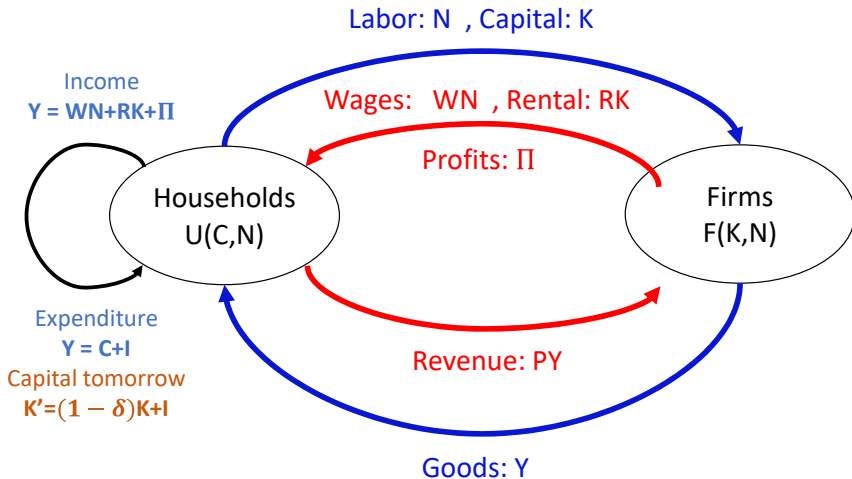 Labor: N , Capital: K
Income
Y = WN+RK+Π
Wages: WN , Rental: RK
Profits: Π
Households
U(C,N)
Firms
F(K,N)
Expenditure
Y = C+I
Capital tomorrow
K'=(1 − δ)K+I
Revenue: PY
Goods: Y